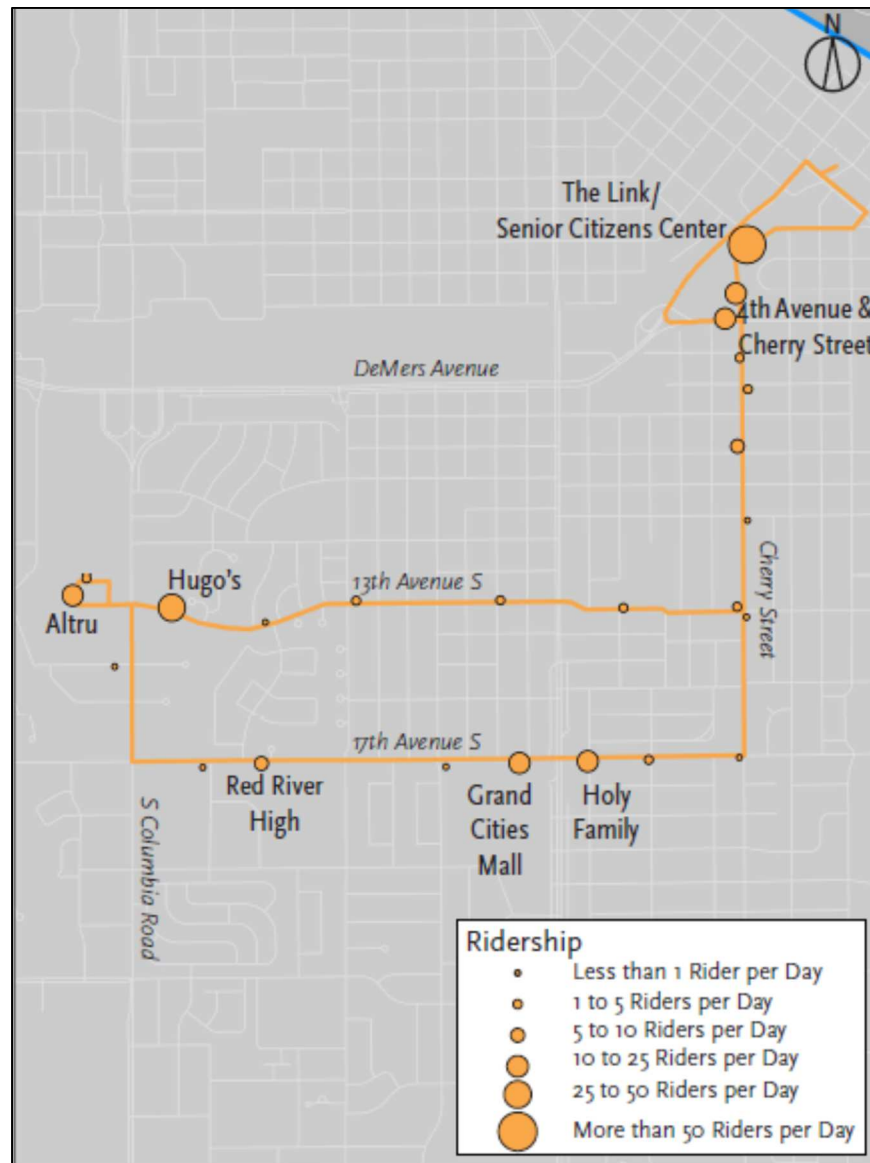 N
The Link/
Senior Citizens Center
4th Avenue &
Cherry Street
DeMers Avenue
Hugo's
13th Avenue S
Altru
Cherry Street
17th Avenue S
Red River
High
Grand
Cities
Mall
Holy
Family
S Columbia Road
Ridership
Less than 1 Rider per Day
1 to 5 Riders per Day
5 to 10 Riders per Day
10 to 25 Riders per Day
25 to 50 Riders per Day
More than 50 Riders per Day